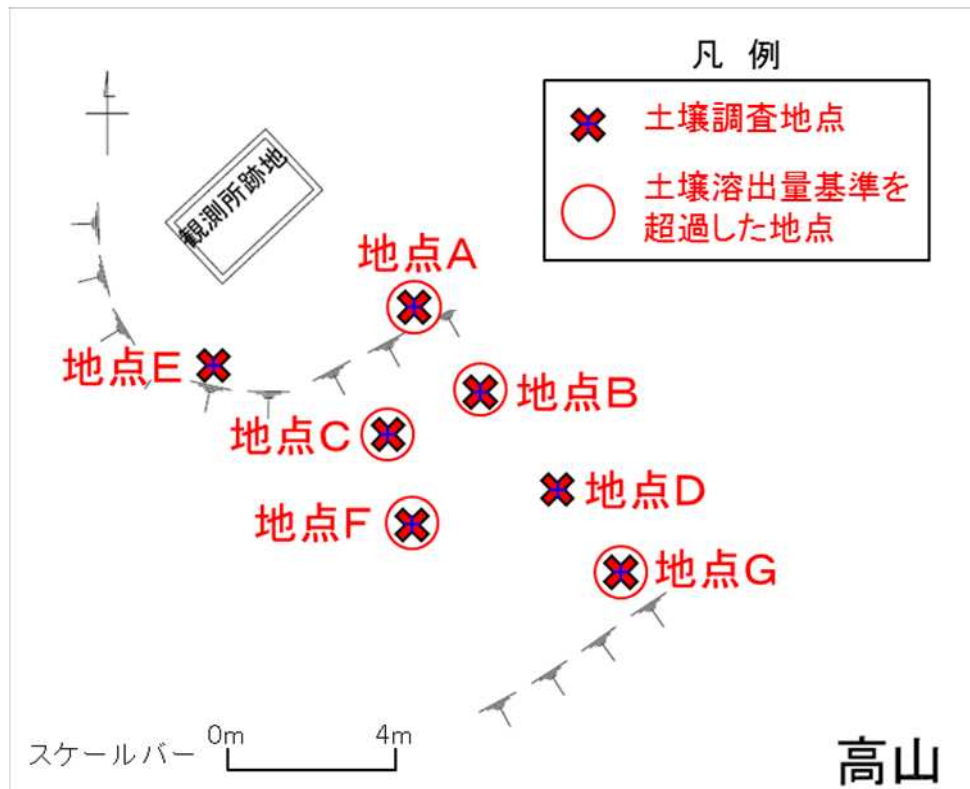 凡 例
土壌調査地点
土壌溶出量基準を
超過した地点
観測所跡地
地点A
地点E
地点B
地点C
地点D
地点F
地点G
スケールバー
0m
4m
高山